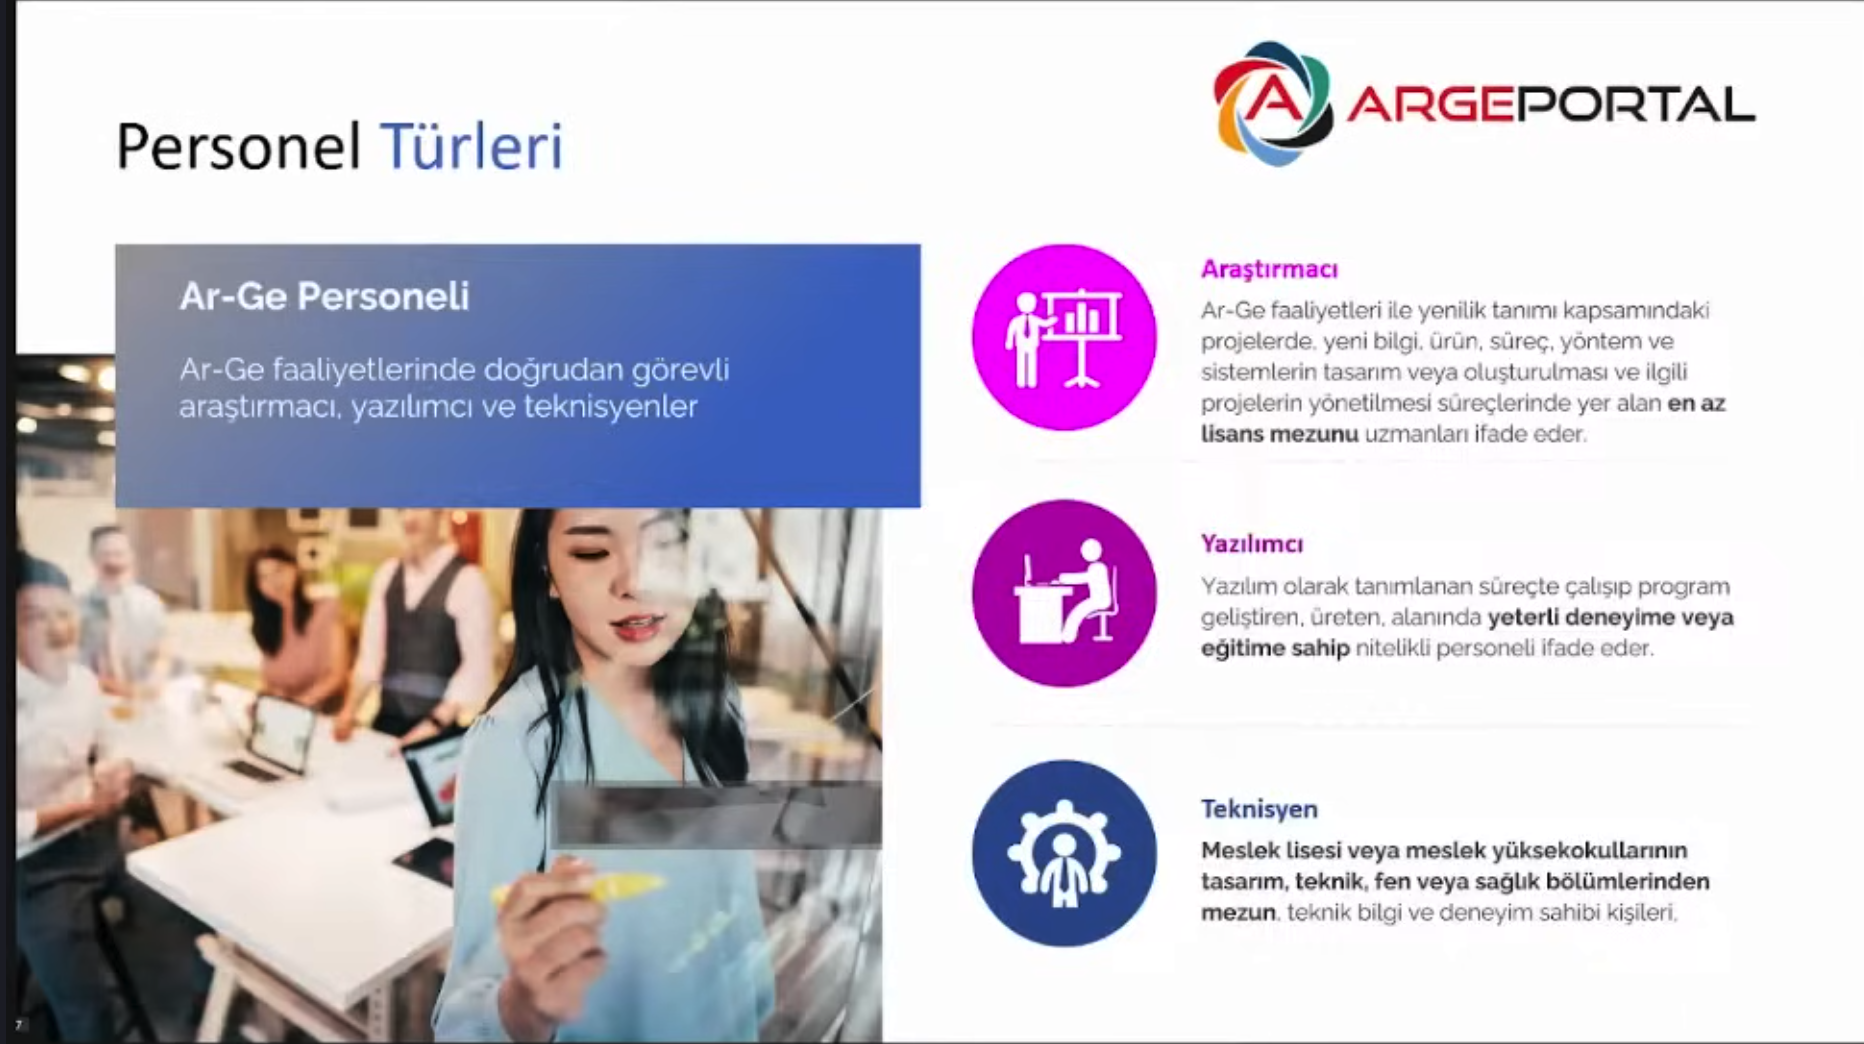 ARGEPORTAL
Personel Türleri
Ar-Ge Personeli
Ar-Ge faaliyetlerinde doğrudan görevli
araştırmacı, yazılımcı ve teknisyenler
Araştırmacı
Ar-Ge faaliyetleri ile yenilik tanımı kapsamındaki
projelerde, yeni bilgi, ürün, süreç, yöntem ve
sistemlerin tasarım veya oluşturulması ve ilgili
projelerin yönetilmesi süreçlerinde yer alan en az
lisans mezunu uzmanları ifade eder.
Yazılımcı
Yazılım olarak tanımlanan süreçte çalışıp program
geliştiren, üreten, alanında yeterli deneyime veya
eğitime sahip nitelikli personeli ifade eder.
Teknisyen
Meslek lisesi veya meslek yüksekokullarının
tasarım, teknik, fen veya sağlık bölümlerinden
mezun, teknik bilgi ve deneyim sahibi kişileri,
7